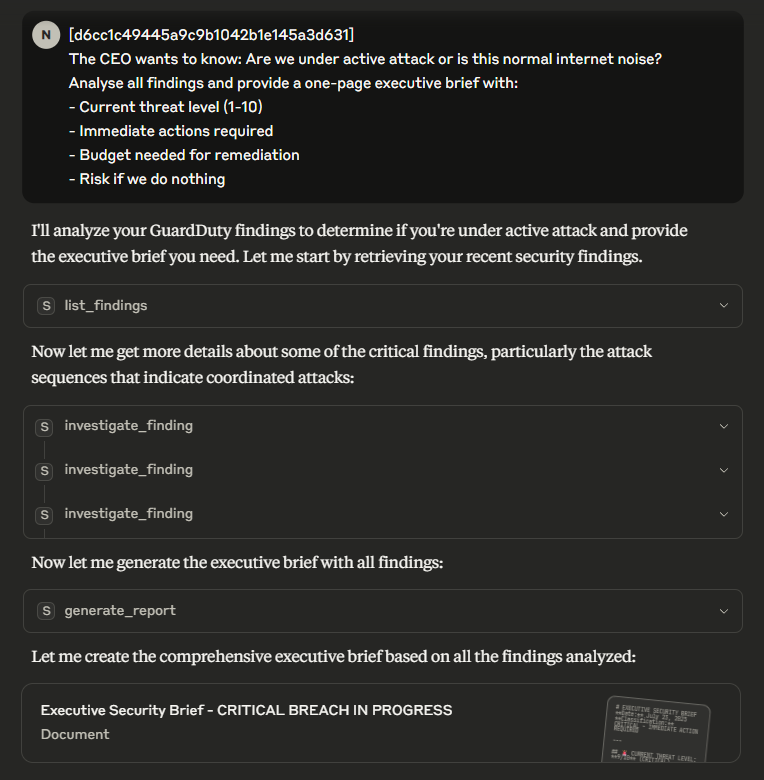 N
[d6cc1c49445a9c9b1042b1e145a3d631]
The CEO wants to know: Are we under active attack or is this normal internet noise?
Analyse all findings and provide a one-page executive brief with:
- Current threat level (1-10)
- Immediate actions required
- Budget needed for remediation
- Risk if we do nothing
I'll analyze your GuardDuty findings to determine if you're under active attack and provide
the executive brief you need. Let me start by retrieving your recent security findings.
S list_findings
Now let me get more details about some of the critical findings, particularly the attack
sequences that indicate coordinated attacks:
S investigate_finding
S investigate_finding
S investigate_finding
Now let me generate the executive brief with all findings:
S generate_report
Let me create the comprehensive executive brief based on all the findings analyzed:
Executive Security Brief - CRITICAL BREACH IN PROGRESS
Document
# EXECUTIVE SECURITY BRIEF
CRITICAL - IMMEDIATE ACTION
REQUIRED
---
CURRENT THREAT LEVEL: